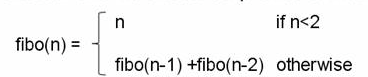 n if n<2
fibo(n) =
fibo(n-1) +fibo(n-2) otherwise